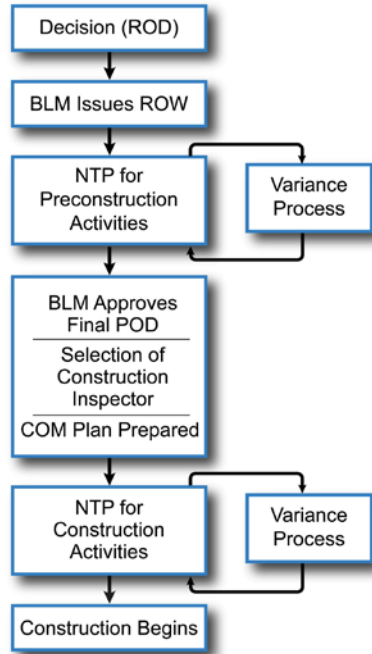 Decision (ROD)
BLM Issues ROW
NTP for
Preconstruction
Activities
Variance
Process
BLM Approves
Final POD
Selection of
Construction
Inspector
COM Plan Prepared
NTP for
Construction
Activities
Variance
Process
Construction Begins